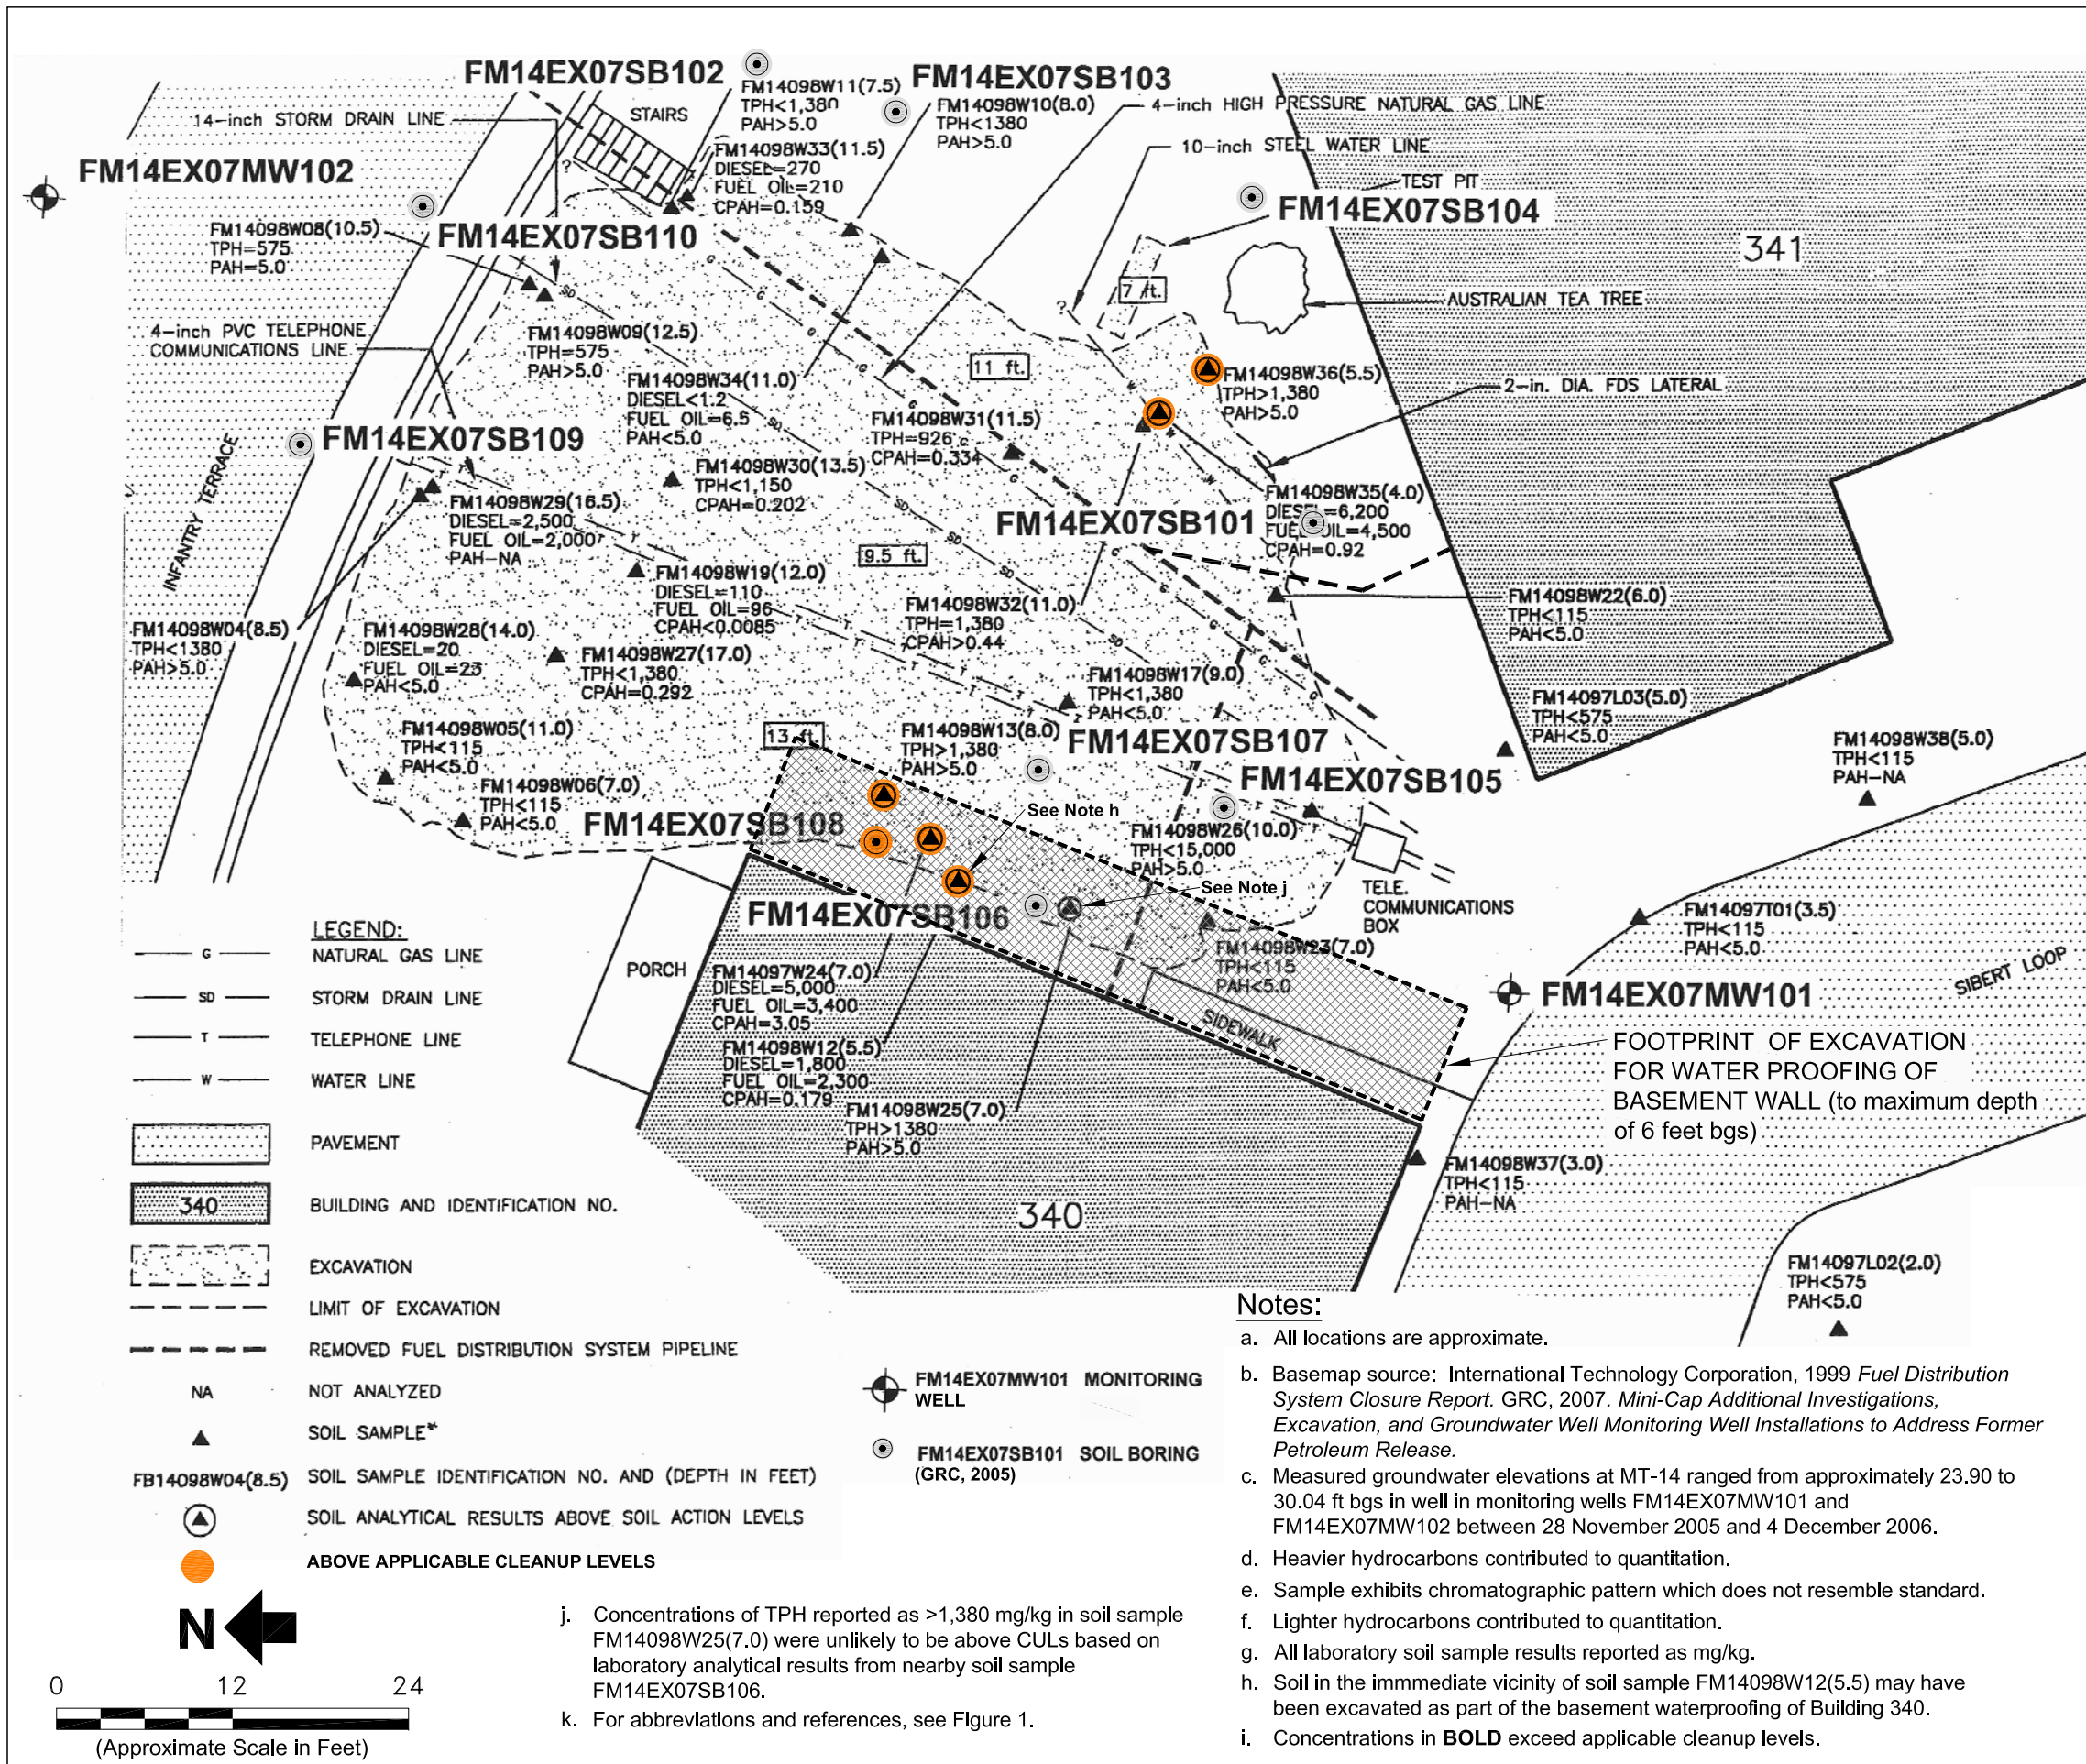 FM14EX07SB102
FM14098W11(7.5)
TPH<1,380
PAH>5.0
FM14EX07SB103
FM14098W10(8.0)
TPH<1380
PAH>5.0
4-inch HIGH PRESSURE NATURAL GAS LINE
14-inch STORM DRAIN LINE
STAIRS
?
10-inch STEEL WATER LINE
FM14EX07MW102
FM14098W33(11.5)
DIESEL=270
FUEL OIL=210
CPAH=0.159
TEST PIT
FM14EX07SB104
FM14098W08(10.5)
TPH=575
PAH=5.0
FM14EX07SB110
341
7 ft.
?
AUSTRALIAN TEA TREE
4-inch PVC TELEPHONE
COMMUNICATIONS LINE
FM14098W09(12.5)
TPH=575
PAH>5.0
11 ft.
FM14098W36(5.5)
TPH>1,380
PAH>5.0
2-in. DIA. FDS LATERAL
FM14098W34(11.0)
DIESEL<1.2
FUEL OIL=6.5
PAH<5.0
FM14098W31(11.5)
TPH=926
CPAH=0.334
FM14EX07SB109
INFANTRY TERRACE
FM14098W30(13.5)
TPH<1,150
CPAH=0.202
FM14098W29(16.5)
DIESEL=2,500
FUEL OIL=2,000
PAH-NA
FM14EX07SB101
FM14098W35(4.0)
DIESEL=6,200
FUEL OIL=4,500
CPAH=0.92
9.5 ft.
FM14098W19(12.0)
DIESEL=110
FUEL OIL=96
CPAH<0.0085
FM14098W32(11.0)
TPH=1,380
CPAH>0.44
FM14098W22(6.0)
TPH<115
PAH<5.0
FM14098W04(8.5)
TPH<1380
PAH>5.0
FM14098W28(14.0)
DIESEL=20
FUEL OIL=23
PAH<5.0
FM14098W27(17.0)
TPH<1,380
CPAH=0.292
FM14098W17(9.0)
TPH<1,380
PAH<5.0
FM14097L03(5.0)
TPH<575
PAH<5.0
FM14098W05(11.0)
TPH<115
PAH<5.0
13 ft.
FM14098W13(8.0)
TPH>1,380
PAH>5.0
FM14EX07SB107
FM14EX07SB105
FM14098W38(5.0)
TPH<115
PAH-NA
FM14098W06(7.0)
TPH<115
PAH<5.0
FM14EX07SB108
See Note h
FM14098W26(10.0)
TPH<15,000
PAH>5.0
See Note j
TELE.
COMMUNICATIONS
BOX
FM14EX07SB106
FM14098W23(7.0)
TPH<115
PAH<5.0
FM14097T01(3.5)
TPH<115
PAH<5.0
SIBERT LOOP
PORCH
FM14097W24(7.0)
DIESEL=5,000
FUEL OIL=3,400
CPAH=3.05
FM14EX07MW101
SIDEWALK
FM14098W12(5.5)
DIESEL=1,800
FUEL OIL=2,300
CPAH=0.179
FOOTPRINT OF EXCAVATION
FOR WATER PROOFING OF
BASEMENT WALL (to maximum depth
of 6 feet bgs)
FM14098W25(7.0)
TPH>1380
PAH>5.0
FM14098W37(3.0)
TPH<115
PAH-NA
340
FM14097L02(2.0)
TPH<575
PAH<5.0
LEGEND:
G NATURAL GAS LINE
SD STORM DRAIN LINE
T TELEPHONE LINE
W WATER LINE
PAVEMENT
340 BUILDING AND IDENTIFICATION NO.
EXCAVATION
LIMIT OF EXCAVATION
REMOVED FUEL DISTRIBUTION SYSTEM PIPELINE
NA NOT ANALYZED
SOIL SAMPLE*
FB14098W04(8.5) SOIL SAMPLE IDENTIFICATION NO. AND (DEPTH IN FEET)
SOIL ANALYTICAL RESULTS ABOVE SOIL ACTION LEVELS
ABOVE APPLICABLE CLEANUP LEVELS
FM14EX07MW101 MONITORING
WELL
FM14EX07SB101 SOIL BORING
(GRC, 2005)
N
0 12 24
(Approximate Scale in Feet)
Notes:
a. All locations are approximate.
b. Basemap source: International Technology Corporation, 1999 Fuel Distribution
System Closure Report. GRC, 2007. Mini-Cap Additional Investigations,
Excavation, and Groundwater Well Monitoring Well Installations to Address Former
Petroleum Release.
c. Measured groundwater elevations at MT-14 ranged from approximately 23.90 to
30.04 ft bgs in well in monitoring wells FM14EX07MW101 and
FM14EX07MW102 between 28 November 2005 and 4 December 2006.
d. Heavier hydrocarbons contributed to quantitation.
e. Sample exhibits chromatographic pattern which does not resemble standard.
f. Lighter hydrocarbons contributed to quantitation.
g. All laboratory soil sample results reported as mg/kg.
h. Soil in the immmediate vicinity of soil sample FM14098W12(5.5) may have
been excavated as part of the basement waterproofing of Building 340.
i. Concentrations in BOLD exceed applicable cleanup levels.
j. Concentrations of TPH reported as >1,380 mg/kg in soil sample
FM14098W25(7.0) were unlikely to be above CULs based on
laboratory analytical results from nearby soil sample
FM14EX07SB106.
k. For abbreviations and references, see Figure 1.